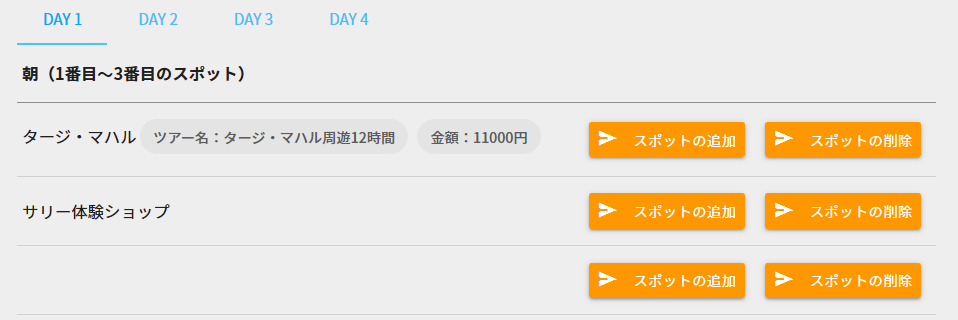 DAY 1 DAY 2 DAY 3 DAY 4
朝（1番目～3番目のスポット）
タージ・マハル ツアー名：タージ・マハル周遊12時間 金額：11000円 スポットの追加 スポットの削除
サリー体験ショップ スポットの追加 スポットの削除
スポットの追加 スポットの削除